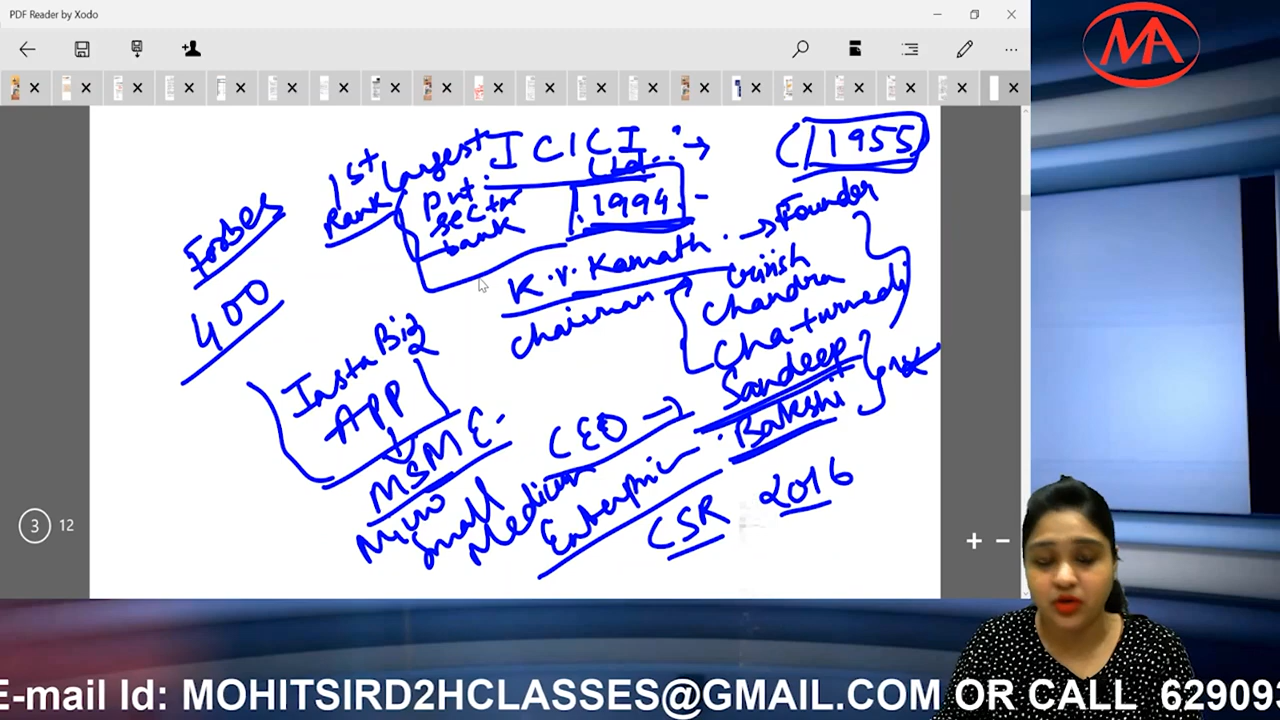 PDF Reader by Xodo
MA
ICICI → (1955)
Ltd.
1st largest
Rank
Pvt. sector bank
1994 -
→ Founder
Forbes
400
K.V. Kamath
chairman →
Girish
Chandra
Chaturvedi
Sandeep
Bakshi
InstaBiz
APP
MSME
CEO →
Micro
Small
Medium
Enterprise
CSR 2016
3 12
E-mail Id: MOHITSIRD2HCLASSES@GMAIL.COM OR CALL 62909